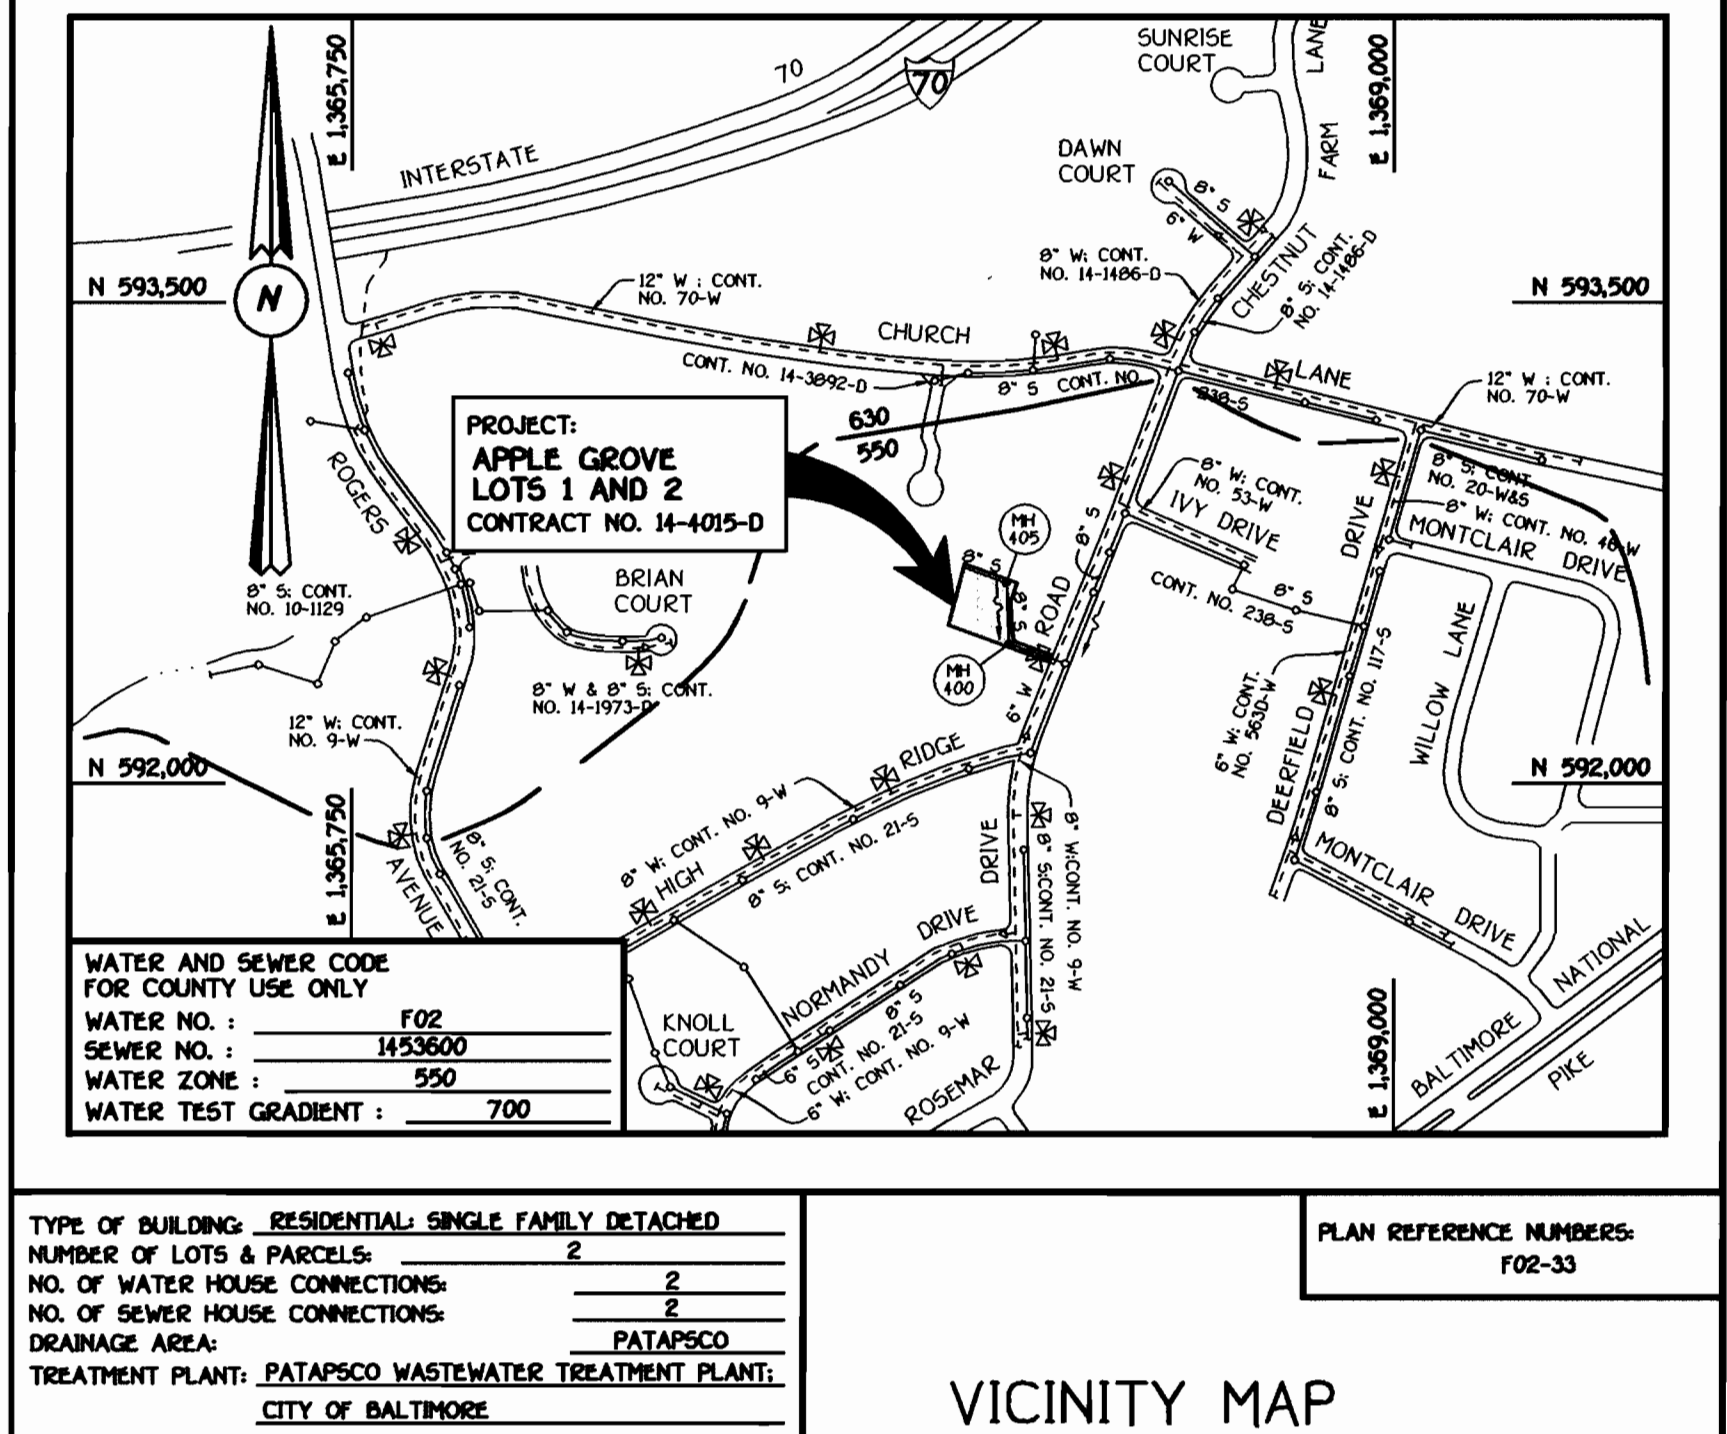 E 1,365,750
70
INTERSTATE
70
SUNRISE
COURT
LANE
FARM
E 1,369,000
DAWN
COURT
8" S
6" W
CHESTNUT
8" S; CONT.
NO. 14-1486-D
8" W; CONT.
NO. 14-1486-D
N 593,500
N
12" W ; CONT.
NO. 70-W
N 593,500
CHURCH
CONT. NO. 14-3892-D
8" S CONT. NO.
238-S
LANE
12" W ; CONT.
NO. 70-W
PROJECT:
APPLE GROVE
LOTS 1 AND 2
CONTRACT NO. 14-4015-D
630
550
8" S; CONT
NO. 20-W&S
8" W; CONT. NO. 46-W
MONTCLAIR DRIVE
8" W; CONT.
NO. 53-W
IVY DRIVE
DRIVE
ROGERS
MH
405
8" S
8" S
8" S
ROAD
BRIAN
COURT
8" S; CONT.
NO. 10-1129
CONT. NO. 238-S
8" S
MH
400
6" W
8" W & 8" S; CONT.
NO. 14-1973-D
12" W; CONT.
NO. 9-W
6" W; CONT.
NO. 563D-W
DEERFIELD
8" S; CONT. NO. 117-S
WILLOW LANE
N 592,000
N 592,000
RIDGE
HIGH
8" W; CONT. NO. 9-W
8" S; CONT. NO. 21-S
DRIVE
8" W;CONT. NO. 9-W
8" S;CONT. NO. 21-S
E 1,365,750
AVENUE
8" S; CONT.
NO. 21-S
MONTCLAIR DRIVE
NORMANDY DRIVE
8" S
CONT. NO. 21-S
6" S
6" W; CONT. NO. 9-W
KNOLL
COURT
ROSEMAR
E 1,369,000
BALTIMORE NATIONAL
PIKE
WATER AND SEWER CODE
FOR COUNTY USE ONLY
WATER NO. : F02
SEWER NO. : 1453600
WATER ZONE : 550
WATER TEST GRADIENT : 700
TYPE OF BUILDING: RESIDENTIAL: SINGLE FAMILY DETACHED
NUMBER OF LOTS & PARCELS: 2
NO. OF WATER HOUSE CONNECTIONS: 2
NO. OF SEWER HOUSE CONNECTIONS: 2
DRAINAGE AREA: PATAPSCO
TREATMENT PLANT: PATAPSCO WASTEWATER TREATMENT PLANT;
CITY OF BALTIMORE
PLAN REFERENCE NUMBERS:
F02-33
VICINITY MAP